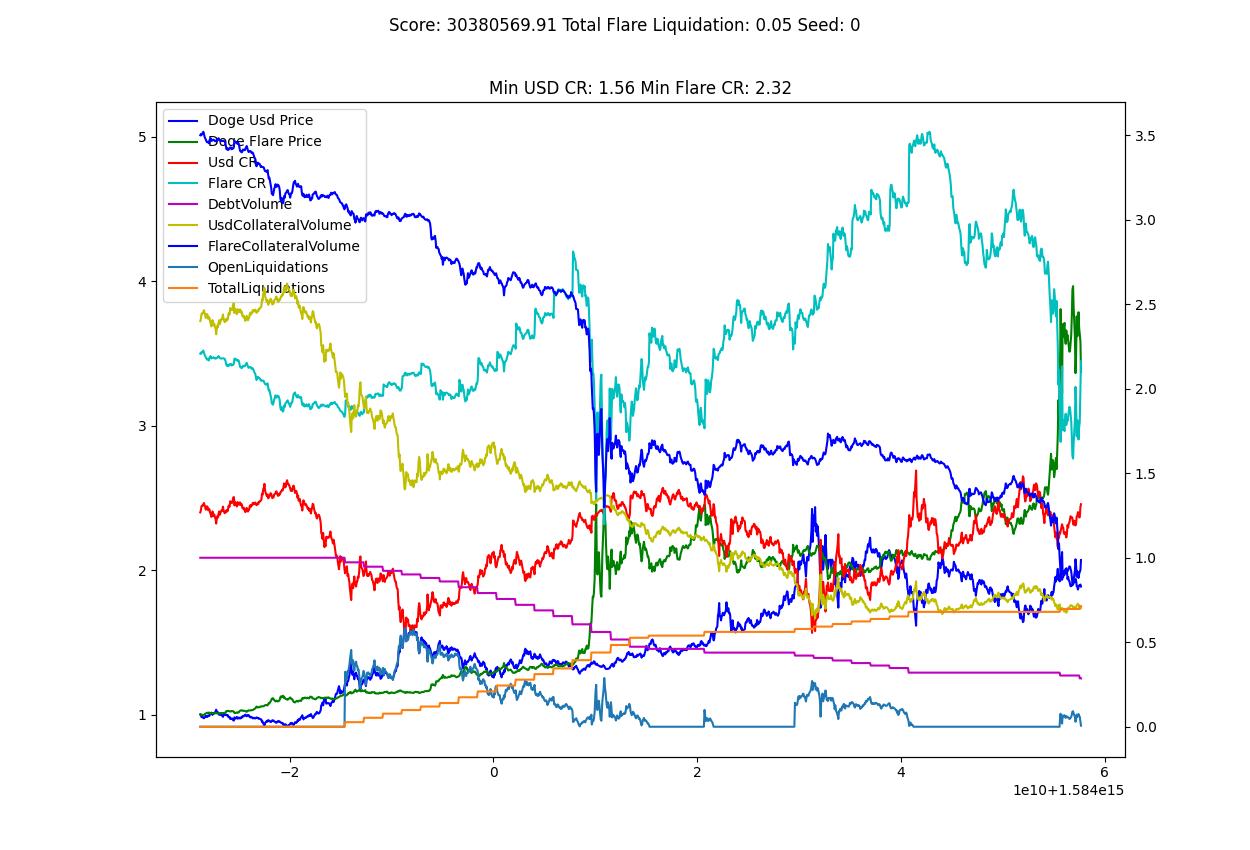 Score: 30380569.91 Total Flare Liquidation: 0.05 Seed: 0
Min USD CR: 1.56 Min Flare CR: 2.32
Doge Usd Price
Doge Flare Price
Usd CR
Flare CR
DebtVolume
UsdCollateralVolume
FlareCollateralVolume
OpenLiquidations
TotalLiquidations
5
4
3
2
1
3.5
3.0
2.5
2.0
1.5
1.0
0.5
0.0
−2
0
2
4
6
1e10+1.584e15